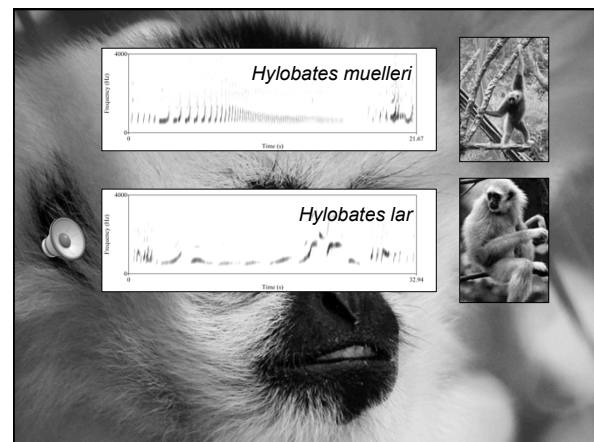 4000
Hylobates muelleri
Frequency (Hz)
0
0
21.67
Time (s)
4000
Hylobates lar
Frequency (Hz)
0
0
32.94
Time (s)